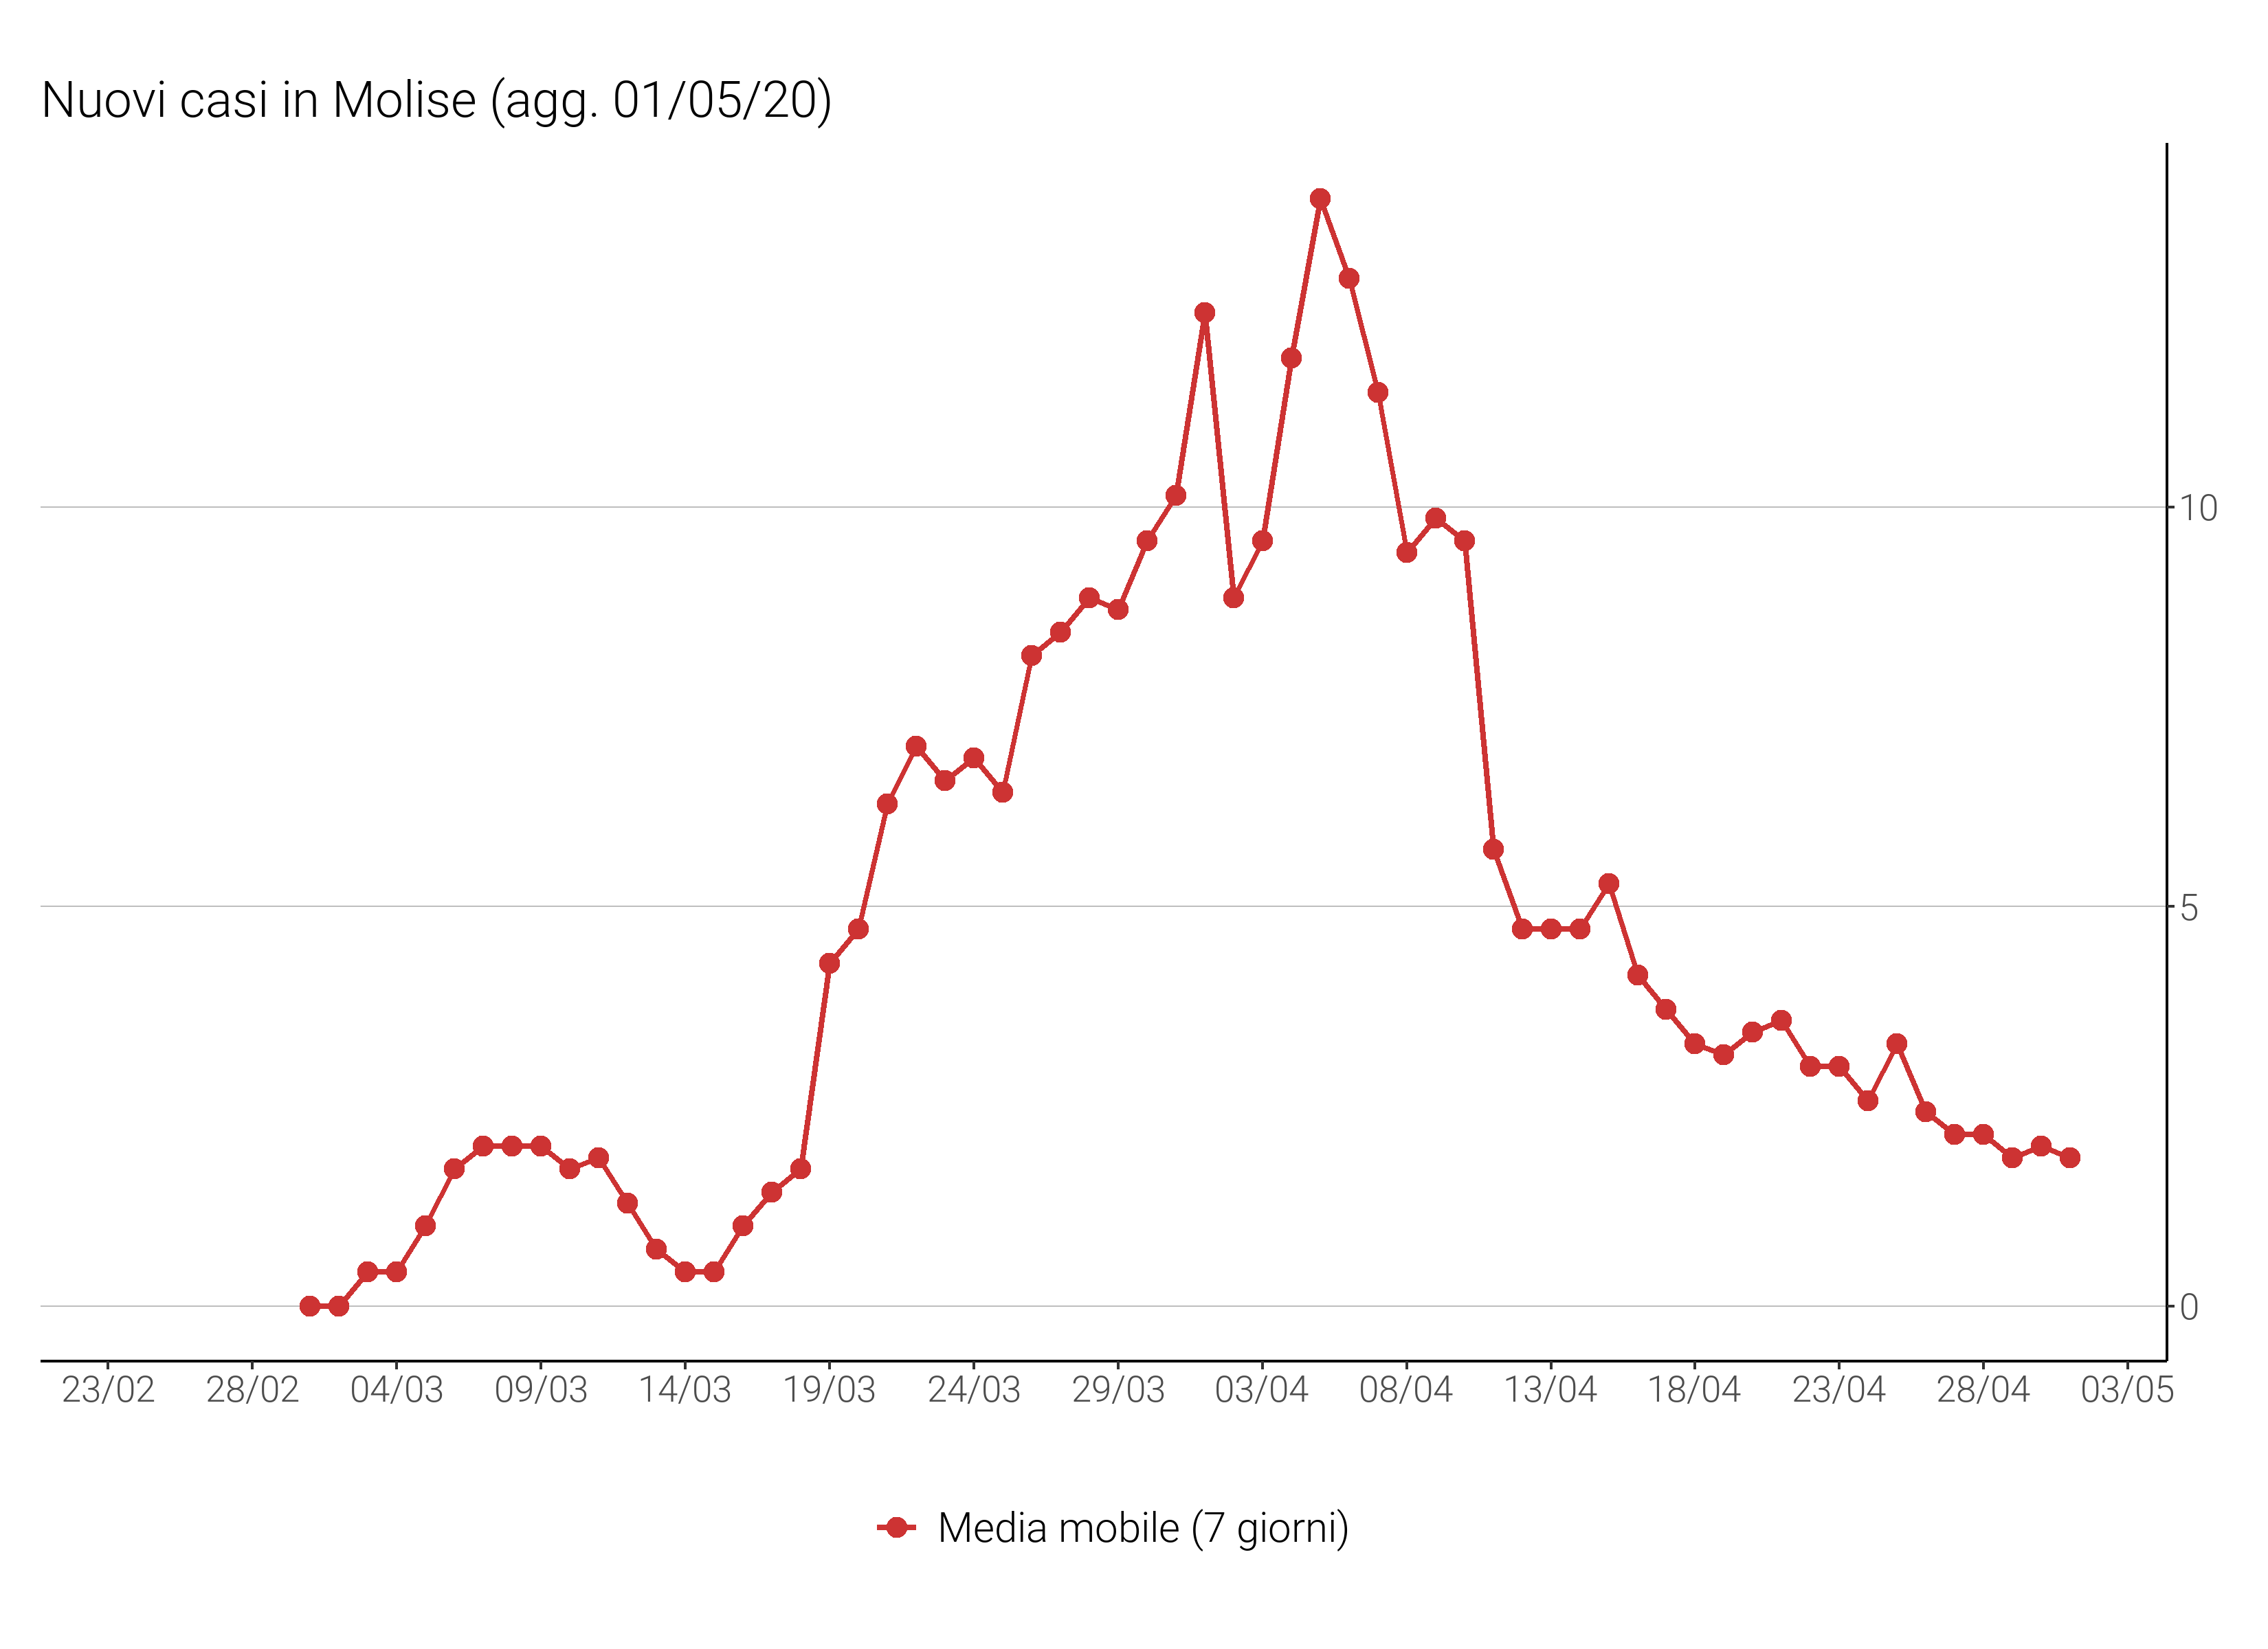 Nuovi casi in Molise (agg. 01/05/20)
10
5
0
23/02 28/02 04/03 09/03 14/03 19/03 24/03 29/03 03/04 08/04 13/04 18/04 23/04 28/04 03/05
Media mobile (7 giorni)